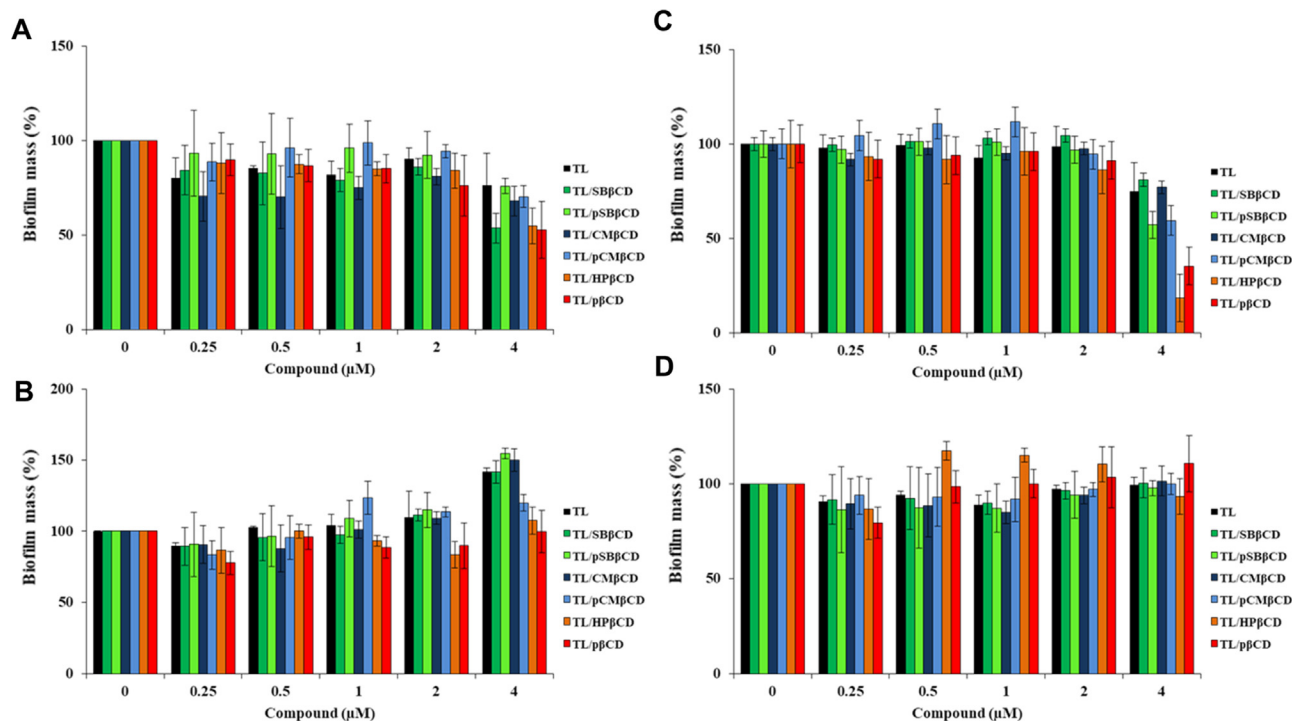 A
150
100
50
0
Biofilm mass (%)
0 0.25 0.5 1 2 4
Compound (µM)
TL
TL/SBβCD
TL/pSBβCD
TL/CMβCD
TL/pCMβCD
TL/HPβCD
TL/pβCD
B
200
150
100
50
0
Biofilm mass (%)
0 0.25 0.5 1 2 4
Compound (µM)
TL
TL/SBβCD
TL/pSBβCD
TL/CMβCD
TL/pCMβCD
TL/HPβCD
TL/pβCD
C
150
100
50
0
Biofilm mass (%)
0 0.25 0.5 1 2 4
Compound (µM)
TL
TL/SBβCD
TL/pSBβCD
TL/CMβCD
TL/pCMβCD
TL/HPβCD
TL/pβCD
D
150
100
50
0
Biofilm mass (%)
0 0.25 0.5 1 2 4
Compound (µM)
TL
TL/SBβCD
TL/pSBβCD
TL/CMβCD
TL/pCMβCD
TL/HPβCD
TL/pβCD